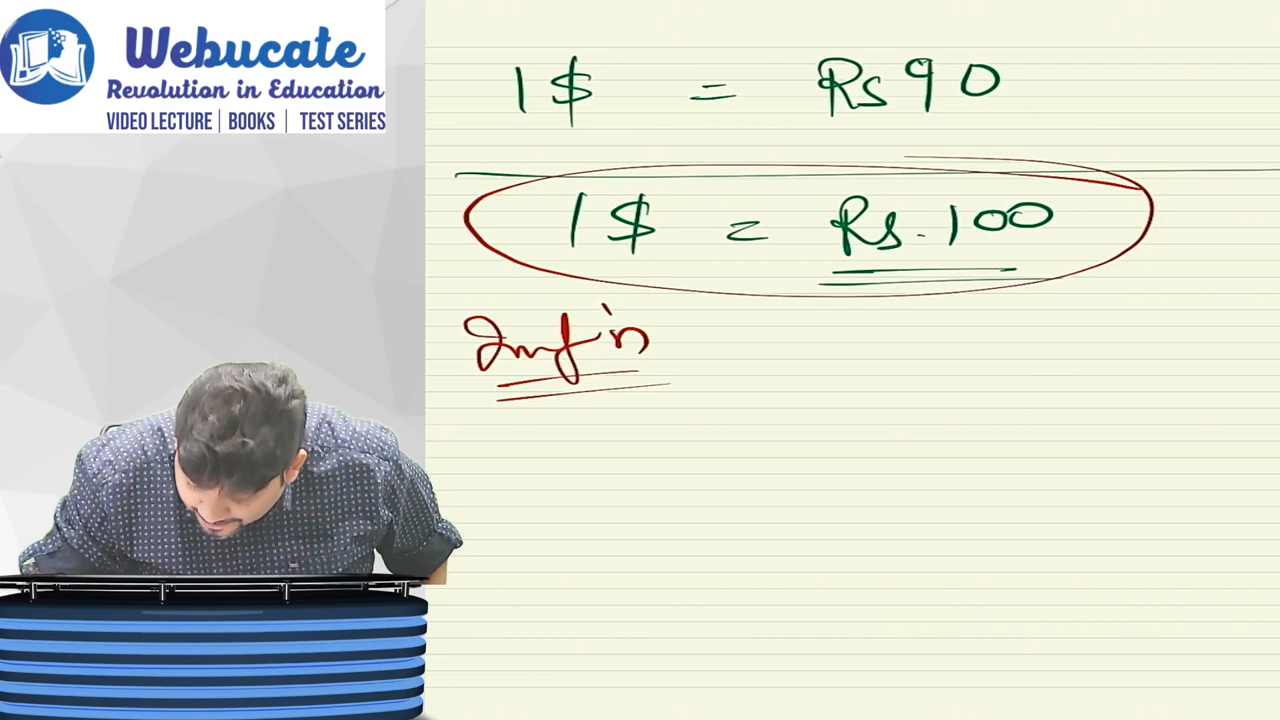 Webucate
Revolution in Education
VIDEO LECTURE | BOOKS | TEST SERIES
1 $ = Rs 90
1 $ = Rs. 100